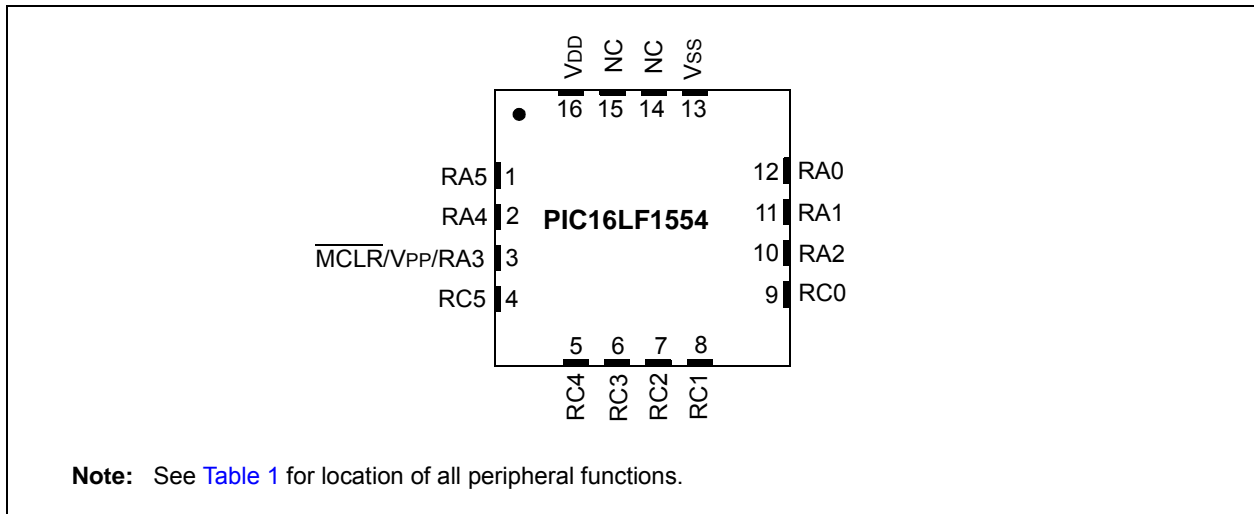 VDD NC NC VSS
16 15 14 13
RA5 1 12 RA0
RA4 2 PIC16LF1554 11 RA1
MCLR/VPP/RA3 3 10 RA2
RC5 4 9 RC0
5 6 7 8
RC4 RC3 RC2 RC1
Note: See Table 1 for location of all peripheral functions.